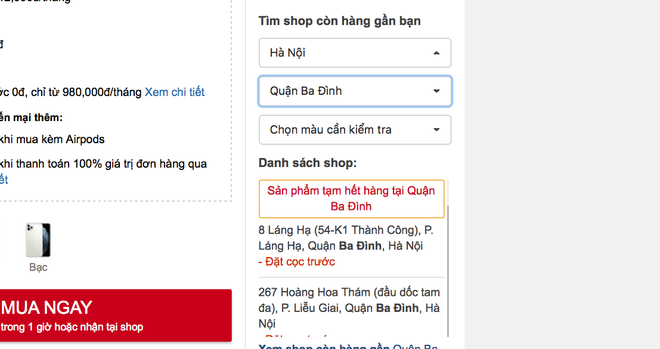 /tháng
đ
0đ, chỉ từ 980,000đ/tháng Xem chi tiết
mại thêm:
khi mua kèm Airpods
khi thanh toán 100% giá trị đơn hàng qua
Bạc
MUA NGAY
trong 1 giờ hoặc nhận tại shop
Tìm shop còn hàng gần bạn
Hà Nội
Quận Ba Đình
Chọn màu cần kiểm tra
Danh sách shop:
Sản phẩm tạm hết hàng tại Quận
Ba Đình
8 Láng Hạ (54-K1 Thành Công), P.
Láng Hạ, Quận Ba Đình, Hà Nội
- Đặt cọc trước
267 Hoàng Hoa Thám (đầu dốc tam
đa), P. Liễu Giai, Quận Ba Đình, Hà
Nội
Xem shop còn hàng gần Quận Ba